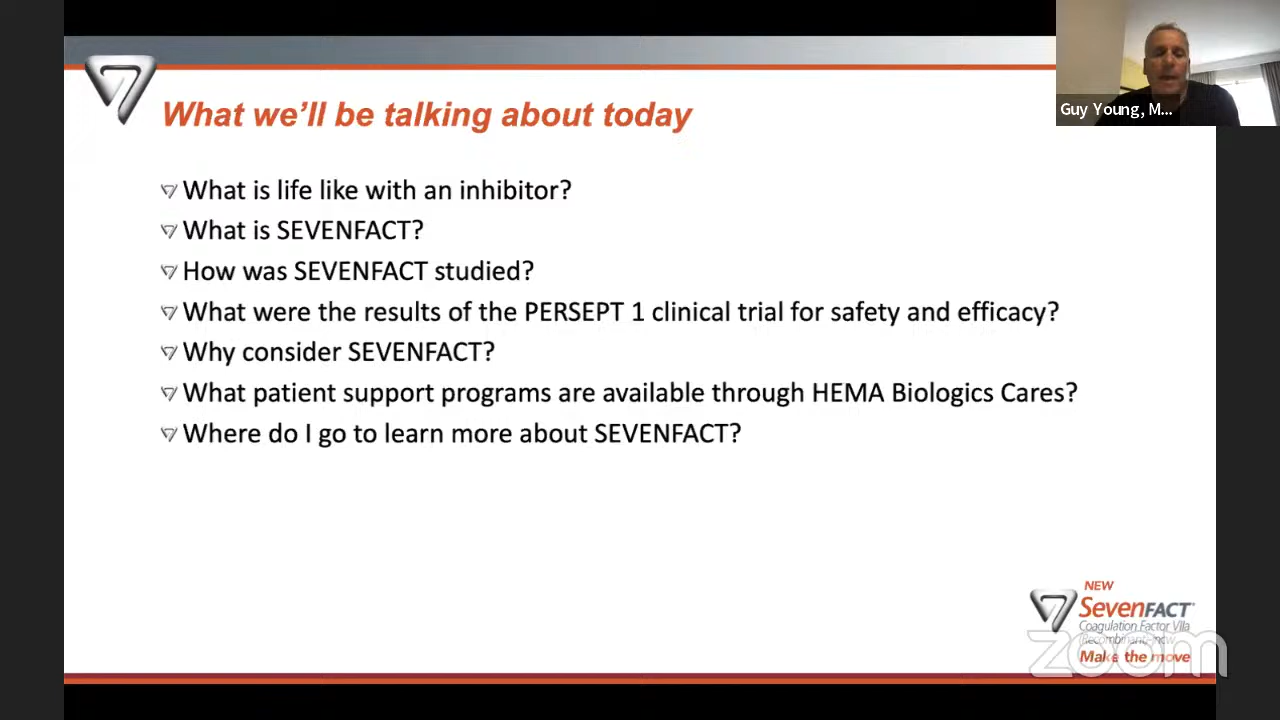 What we'll be talking about today
Guy Young, M...
What is life like with an inhibitor?
What is SEVENFACT?
How was SEVENFACT studied?
What were the results of the PERSEPT 1 clinical trial for safety and efficacy?
Why consider SEVENFACT?
What patient support programs are available through HEMA Biologics Cares?
Where do I go to learn more about SEVENFACT?
NEW
SEVENFACT
Coagulation Factor VIIa
(Recombinant)-jncw
Make the move
zoom